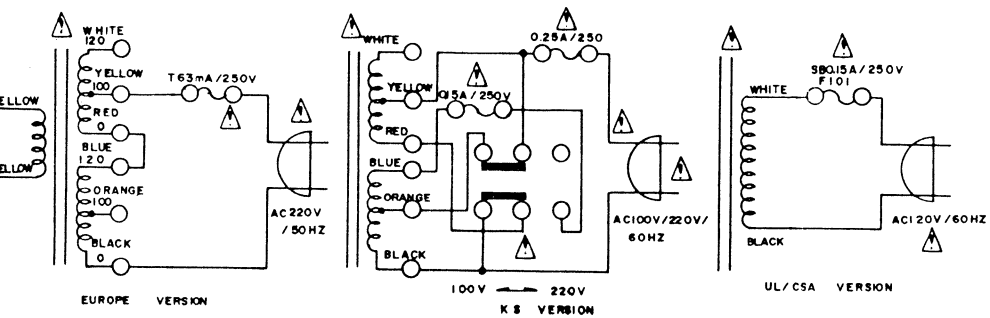 WHITE
120
YELLOW
100
RED
0
BLUE
120
ORANGE
100
BLACK
0
ELLOW
ELLOW
T63mA/250V
AC220V
/50HZ
EUROPE VERSION
WHITE
YELLOW
RED
BLUE
ORANGE
BLACK
0.25A/250
0.15A/250V
AC100V/220V/
60HZ
100V 220V
KS VERSION
WHITE
BLACK
SB0.15A/250V
F101
AC120V/60HZ
UL/CSA VERSION